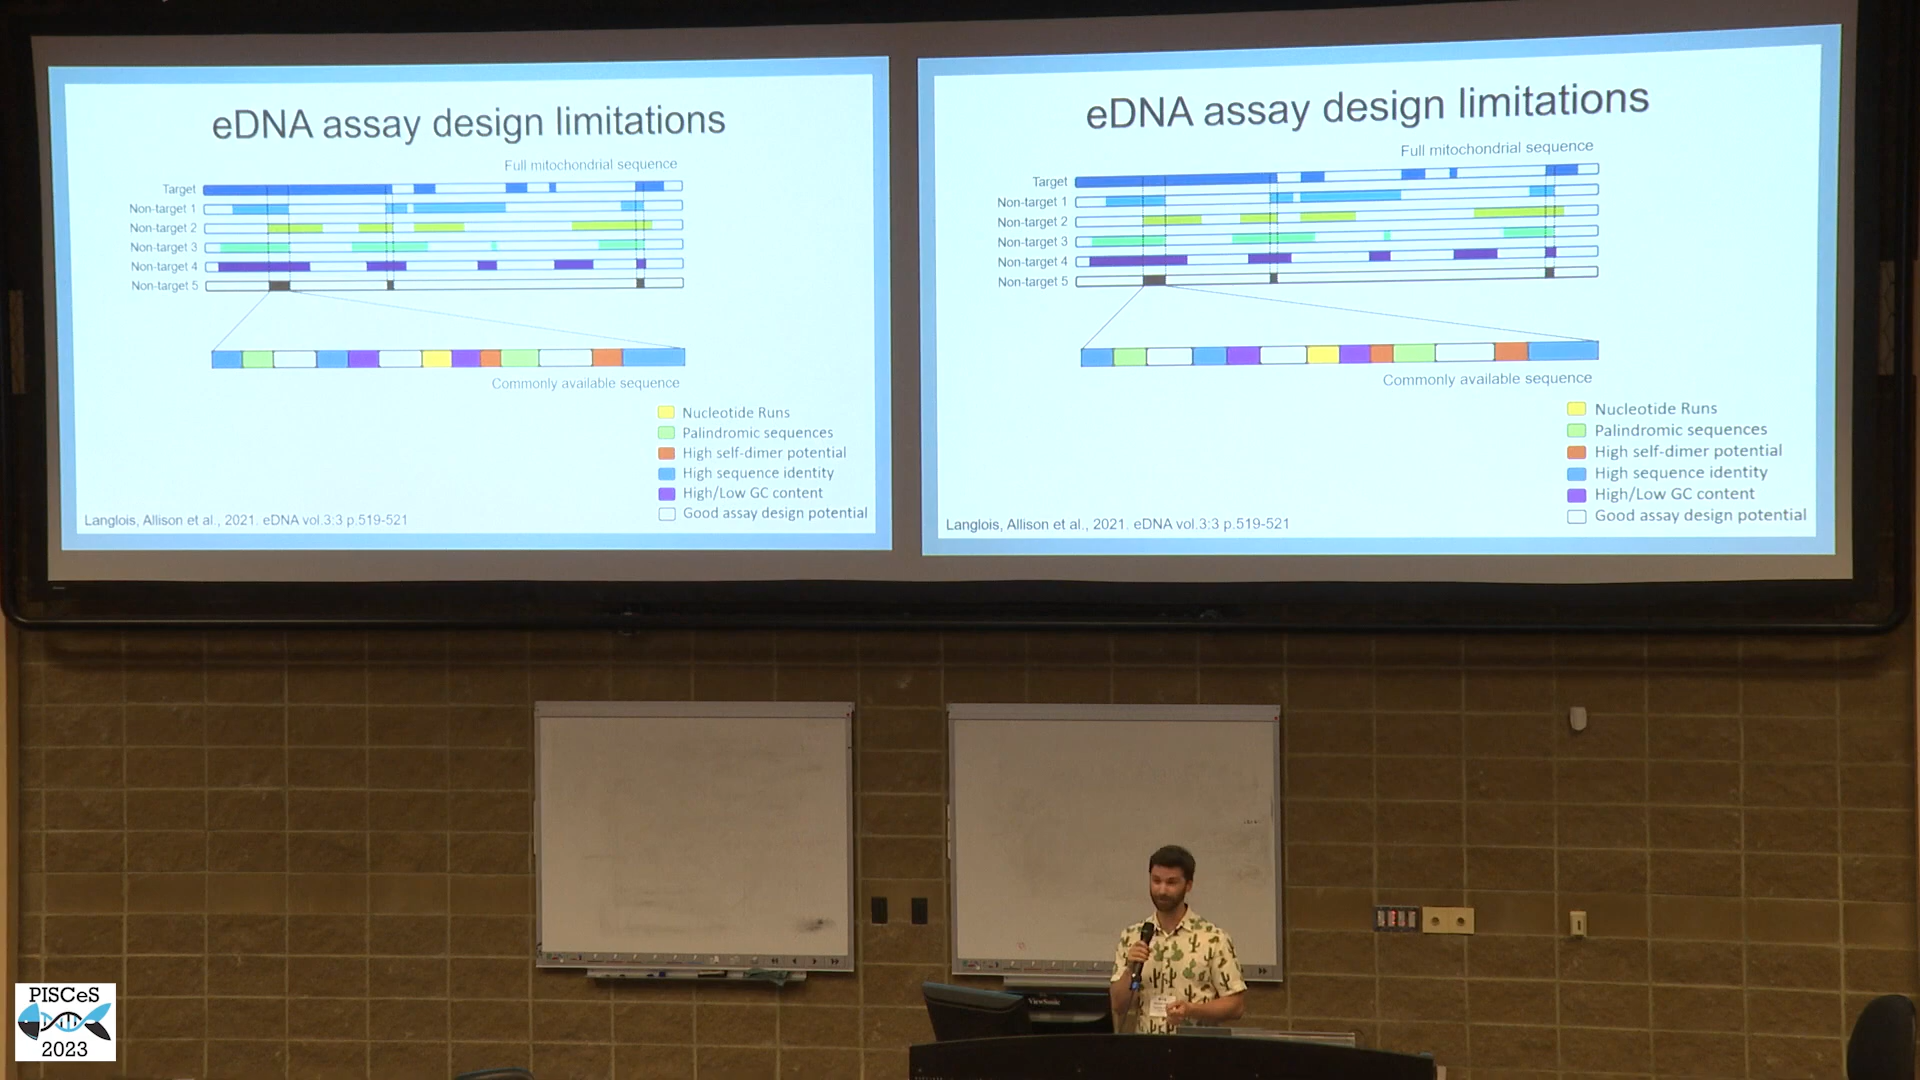 eDNA assay design limitations
Full mitochondrial sequence
Target
Non-target 1
Non-target 2
Non-target 3
Non-target 4
Non-target 5
Commonly available sequence
Nucleotide Runs
Palindromic sequences
High self-dimer potential
High sequence identity
High/Low GC content
Good assay design potential
Langlois, Allison et al., 2021. eDNA vol.3:3 p.519-521
eDNA assay design limitations
Full mitochondrial sequence
Target
Non-target 1
Non-target 2
Non-target 3
Non-target 4
Non-target 5
Commonly available sequence
Nucleotide Runs
Palindromic sequences
High self-dimer potential
High sequence identity
High/Low GC content
Good assay design potential
Langlois, Allison et al., 2021. eDNA vol.3:3 p.519-521
ViewSonic
PISCeS
2023